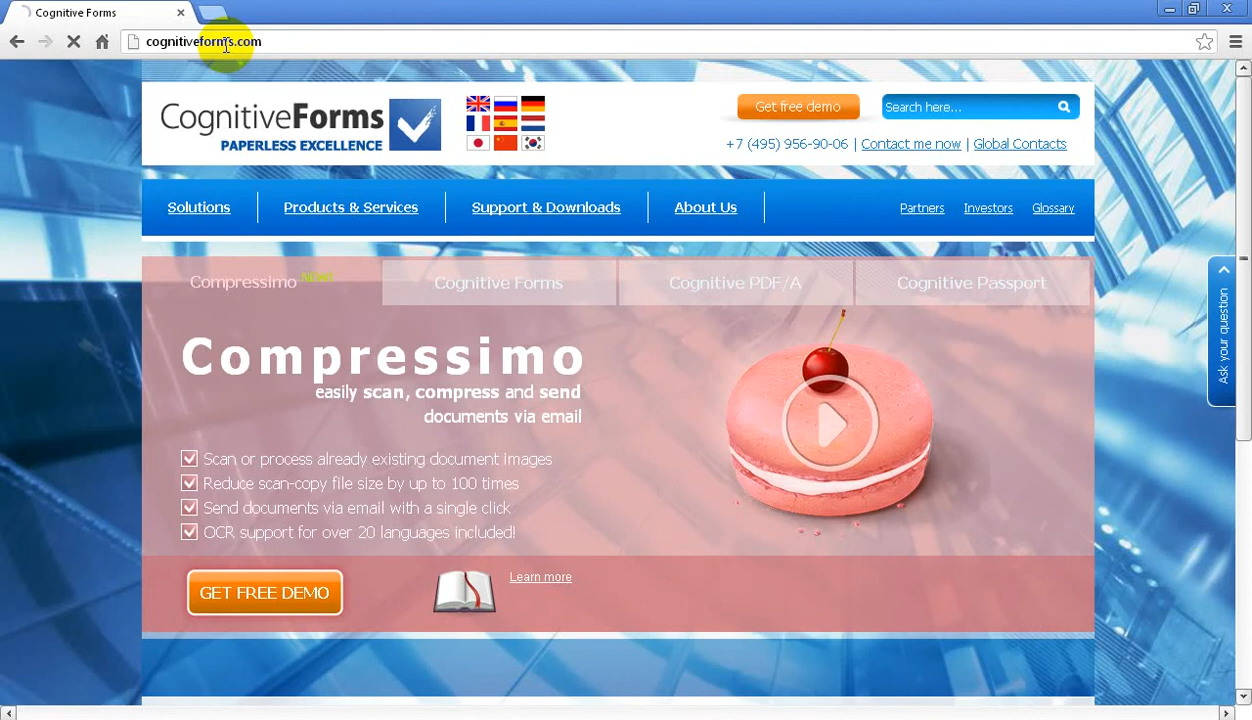 Cognitive Forms
cognitiveforms.com
CognitiveForms
PAPERLESS EXCELLENCE
Get free demo
Search here...
+7 (495) 956-90-06 | Contact me now | Global Contacts
Solutions
Products & Services
Support & Downloads
About Us
Partners
Investors
Glossary
Compressimo NEW!
Cognitive Forms
Cognitive PDF/A
Cognitive Passport
Compressimo
easily scan, compress and send
documents via email
Scan or process already existing document images
Reduce scan-copy file size by up to 100 times
Send documents via email with a single click
OCR support for over 20 languages included!
GET FREE DEMO
Learn more
Ask your question